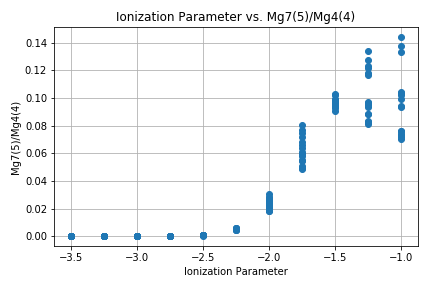 Ionization Parameter vs. Mg7(5)/Mg4(4)
Mg7(5)/Mg4(4)
0.14
0.12
0.10
0.08
0.06
0.04
0.02
0.00
−3.5 −3.0 −2.5 −2.0 −1.5 −1.0
Ionization Parameter